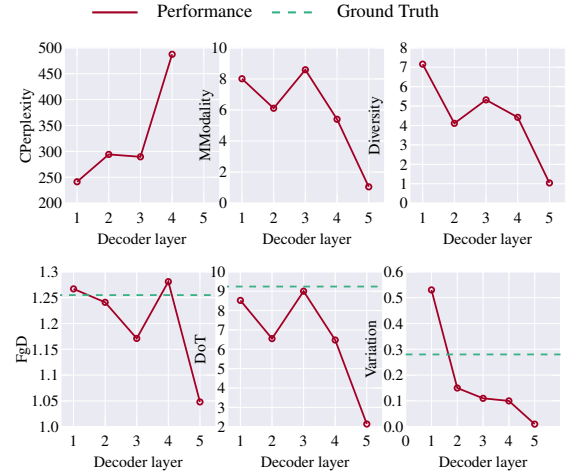 Performance
Ground Truth
CPerplexity
500
450
400
350
300
250
200
1 2 3 4 5
Decoder layer
MModality
10
8
6
4
2
0
1 2 3 4 5
Decoder layer
Diversity
8
7
6
5
4
3
2
1
0
1 2 3 4 5
Decoder layer
FgD
1.3
1.25
1.2
1.15
1.1
1.05
1.0
1 2 3 4 5
Decoder layer
DoT
10
9
8
7
6
5
4
3
2
1 2 3 4 5
Decoder layer
Variation
0.6
0.5
0.4
0.3
0.2
0.1
0.0
0 1 2 3 4 5
Decoder layer